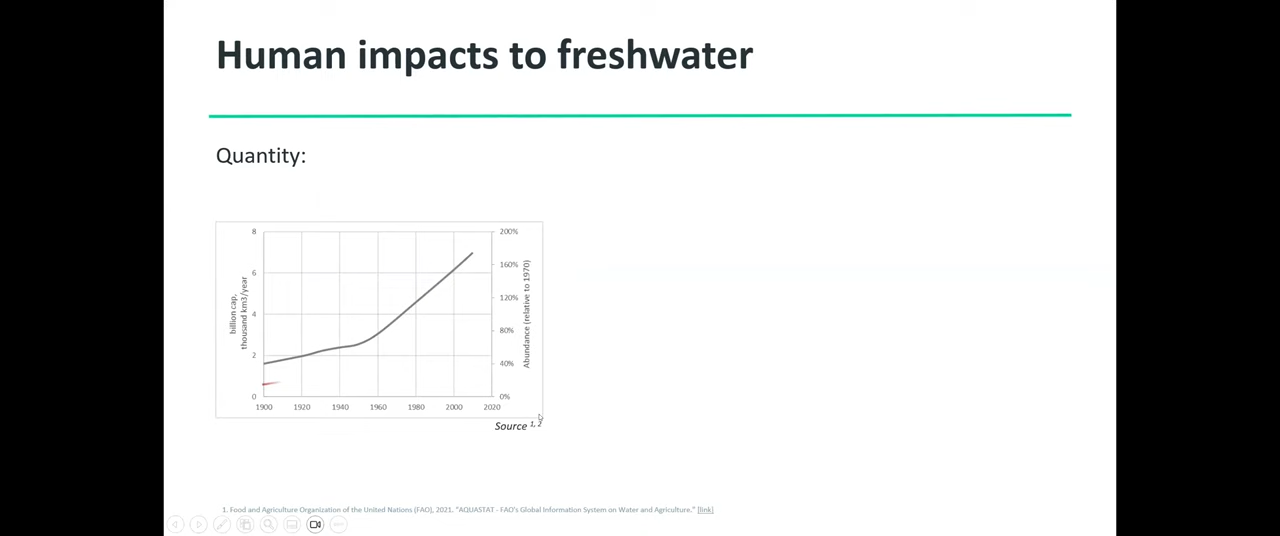 Human impacts to freshwater
Quantity:
billion cap,
thousand km3/year
8
6
4
2
0
200%
160%
120%
80%
40%
0%
Abundance (relative to 1970)
1900 1920 1940 1960 1980 2000 2020
Source 1, 2
1. Food and Agriculture Organization of the United Nations (FAO), 2021. "AQUASTAT - FAO's Global Information System on Water and Agriculture." [link]